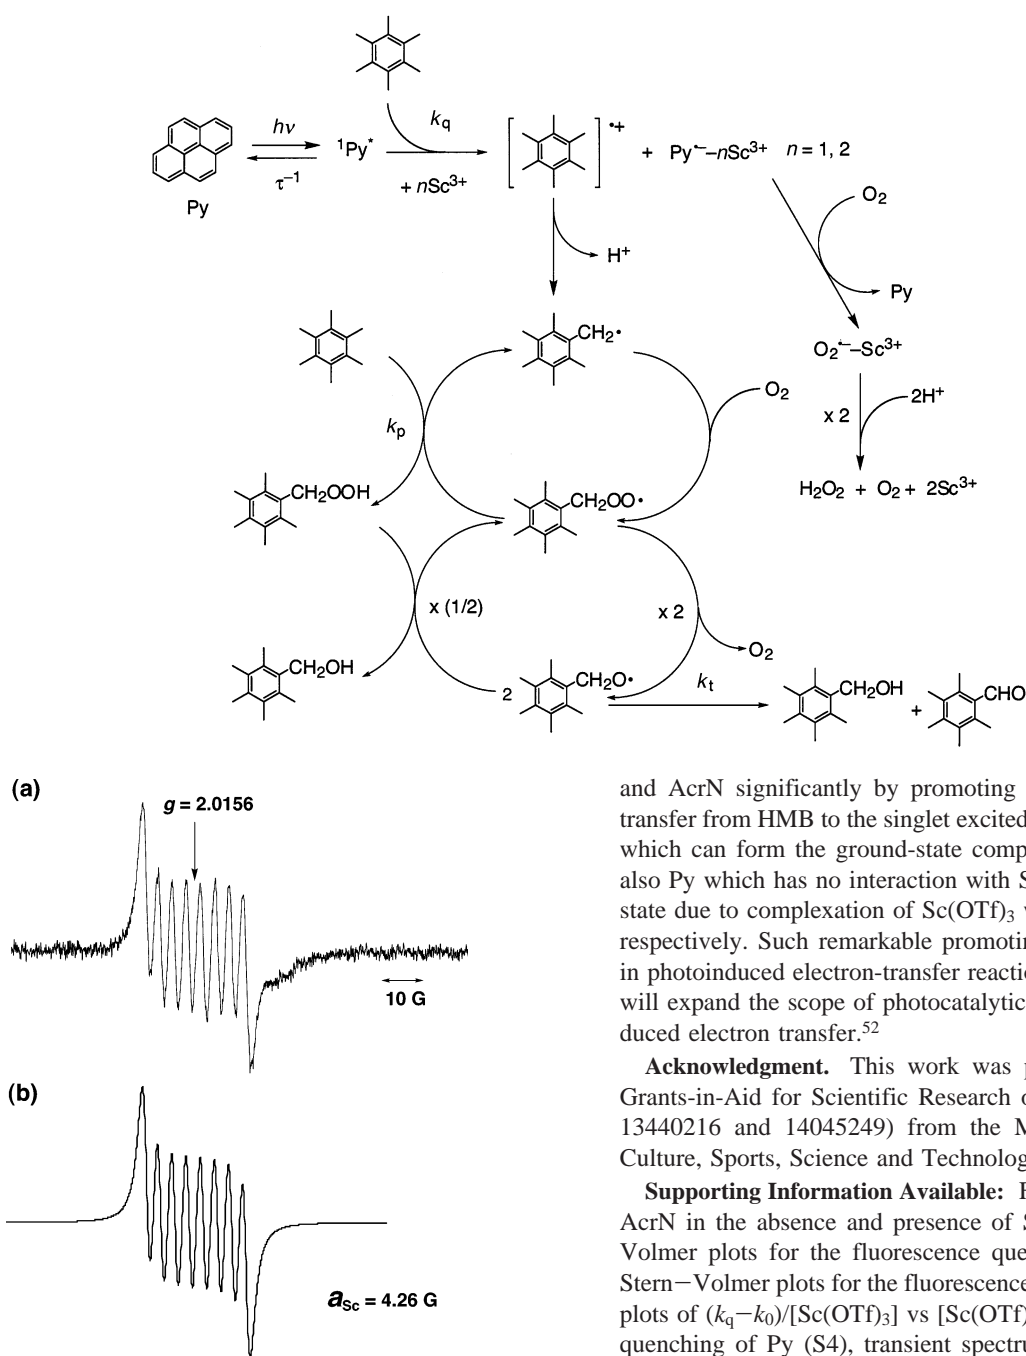 hν
k_q
¹Py*
•+
+
Py•−–nSc³⁺
n = 1, 2
τ⁻¹
+ nSc³⁺
Py
O₂
H⁺
Py
CH₂•
O₂•−–Sc³⁺
O₂
k_p
x 2
2H⁺
CH₂OOH
CH₂OO•
H₂O₂ + O₂ + 2Sc³⁺
x (1/2)
x 2
O₂
CH₂OH
2
CH₂O•
k_t
CH₂OH
+
CHO
(a)
g = 2.0156
10 G
(b)
a_Sc = 4.26 G
and AcrN significantly by promoting
transfer from HMB to the singlet excited
which can form the ground-state comp
also Py which has no interaction with S
state due to complexation of Sc(OTf)₃
respectively. Such remarkable promotin
in photoinduced electron-transfer reactio
will expand the scope of photocatalytic
duced electron transfer.⁵²
Acknowledgment. This work was p
Grants-in-Aid for Scientific Research o
13440216 and 14045249) from the M
Culture, Sports, Science and Technolog
Supporting Information Available:
AcrN in the absence and presence of S
Volmer plots for the fluorescence que
Stern−Volmer plots for the fluorescence
plots of (k_q−k₀)/[Sc(OTf)₃] vs [Sc(OTf)
quenching of Py (S4), transient spectru